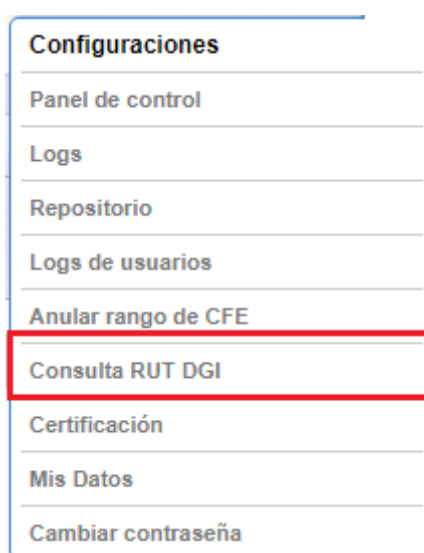 Configuraciones
Panel de control
Logs
Repositorio
Logs de usuarios
Anular rango de CFE
Consulta RUT DGI
Certificación
Mis Datos
Cambiar contraseña